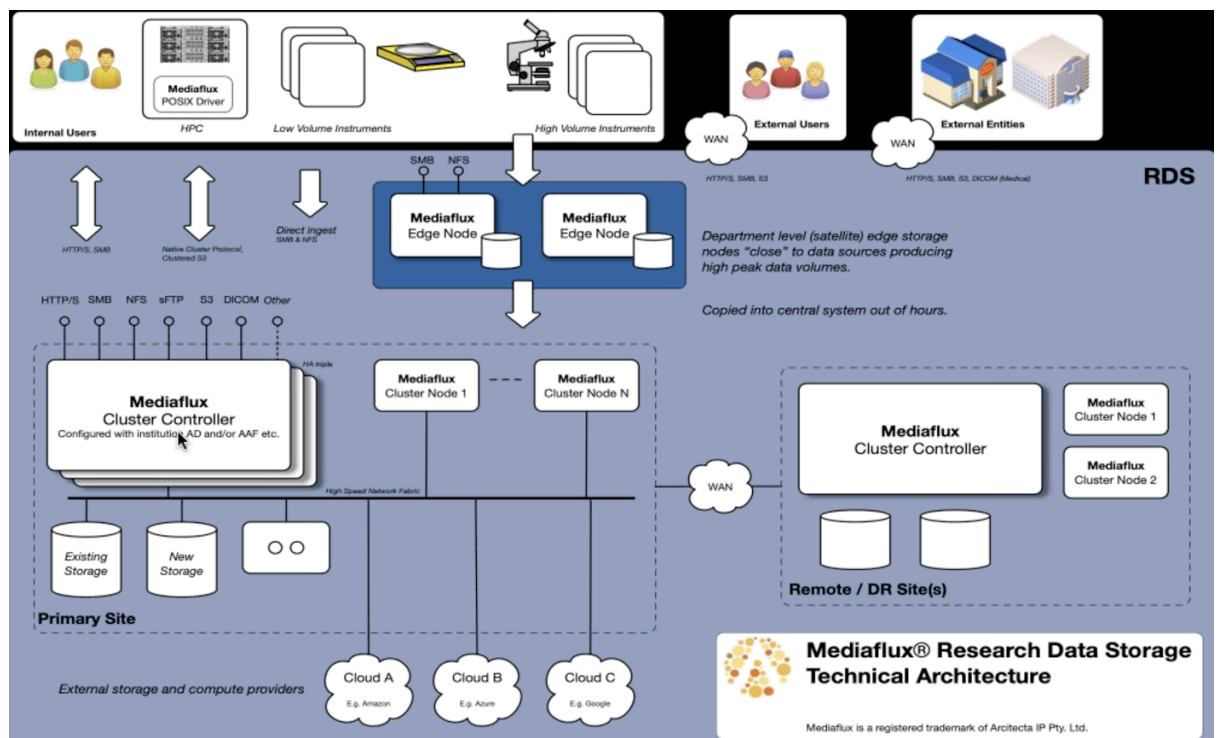 Mediaflux
POSIX Driver
Internal Users
HPC
Low Volume Instruments
High Volume Instruments
External Users
External Entities
WAN
WAN
HTTP/S, SMB, S3
HTTP/S, SMB, S3, DICOM (Medical)
RDS
SMB NFS
HTTP/S, SMB
Native Cluster Protocol,
Clustered S3
Direct ingest
SMB & NFS
Mediaflux
Edge Node
Mediaflux
Edge Node
Department level (satellite) edge storage
nodes “close” to data sources producing
high peak data volumes.
Copied into central system out of hours.
HTTP/S SMB NFS sFTP S3 DICOM Other
HA triple
Mediaflux
Cluster Controller
Configured with institution AD and/or AAF etc.
Mediaflux
Cluster Node 1
Mediaflux
Cluster Node N
High Speed Network Fabric
Existing
Storage
New
Storage
Primary Site
WAN
Mediaflux
Cluster Controller
Mediaflux
Cluster Node 1
Mediaflux
Cluster Node 2
Remote / DR Site(s)
External storage and compute providers
Cloud A
E.g. Amazon
Cloud B
E.g. Azure
Cloud C
E.g. Google
Mediaflux® Research Data Storage
Technical Architecture
Mediaflux is a registered trademark of Arcitecta IP Pty. Ltd.